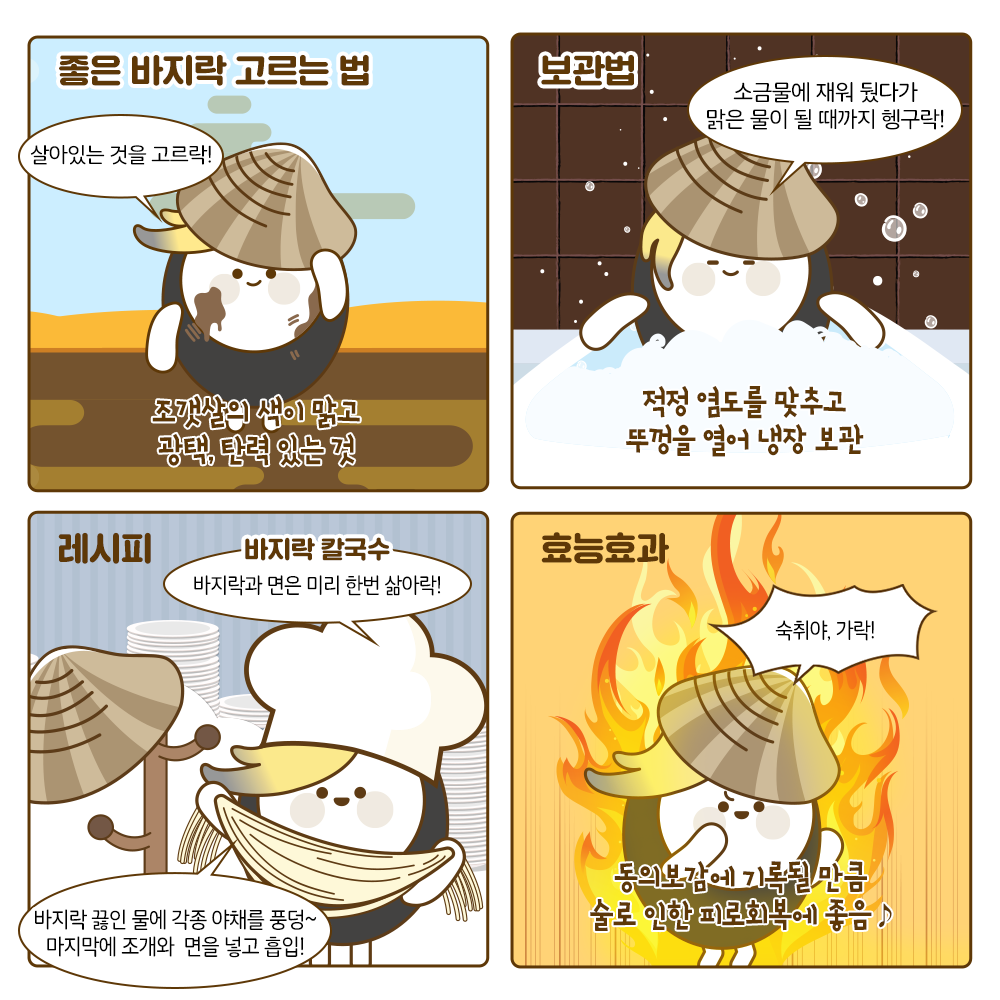 좋은 바지락 고르는 법
살아있는 것을 고르락!
조갯살의 색이 맑고
광택, 탄력 있는 것
보관법
소금물에 재워 뒀다가
맑은 물이 될 때까지 헹구락!
적정 염도를 맞추고
뚜껑을 열어 냉장 보관
레시피
바지락 칼국수
바지락과 면은 미리 한번 삶아락!
바지락 끓인 물에 각종 야채를 풍덩~
마지막에 조개와 면을 넣고 흡입!
효능효과
숙취야, 가락!
동의보감에 기록될 만큼
술로 인한 피로회복에 좋음♪